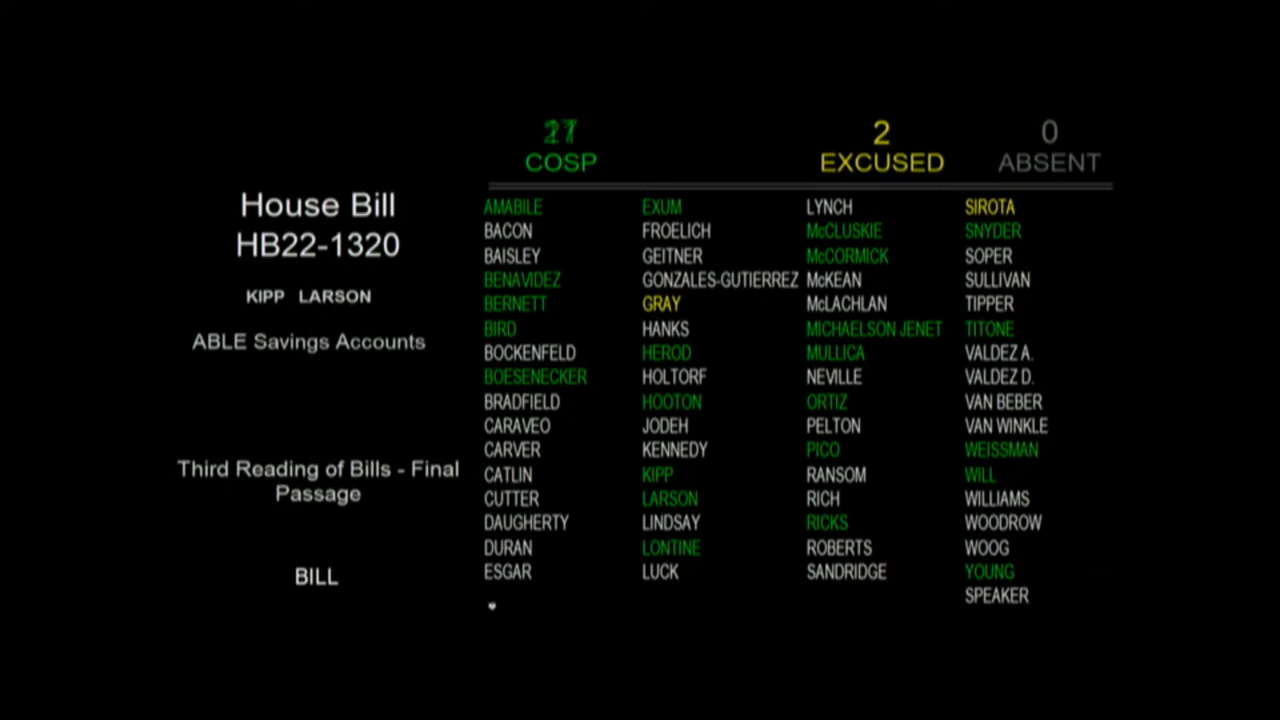 27 2 0
COSP EXCUSED ABSENT
House Bill
HB22-1320
KIPP LARSON
ABLE Savings Accounts
Third Reading of Bills - Final
Passage
BILL
AMABILE EXUM LYNCH SIROTA
BACON FROELICH McCLUSKIE SNYDER
BAISLEY GEITNER McCORMICK SOPER
BENAVIDEZ GONZALES-GUTIERREZ McKEAN SULLIVAN
BERNETT GRAY McLACHLAN TIPPER
BIRD HANKS MICHAELSON JENET TITONE
BOCKENFELD HEROD MULLICA VALDEZ A.
BOESENECKER HOLTORF NEVILLE VALDEZ D.
BRADFIELD HOOTON ORTIZ VAN BEBER
CARAVEO JODEH PELTON VAN WINKLE
CARVER KENNEDY PICO WEISSMAN
CATLIN KIPP RANSOM WILL
CUTTER LARSON RICH WILLIAMS
DAUGHERTY LINDSAY RICKS WOODROW
DURAN LONTINE ROBERTS WOOG
ESGAR LUCK SANDRIDGE YOUNG
SPEAKER